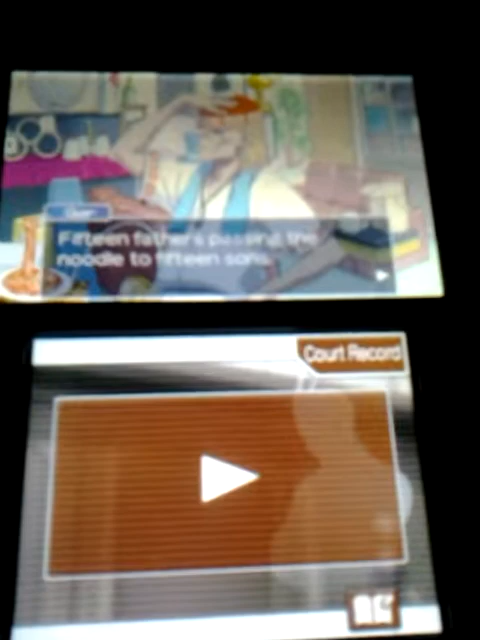 Fifteen fathers passing the
noodle to fifteen sons.
Court Record